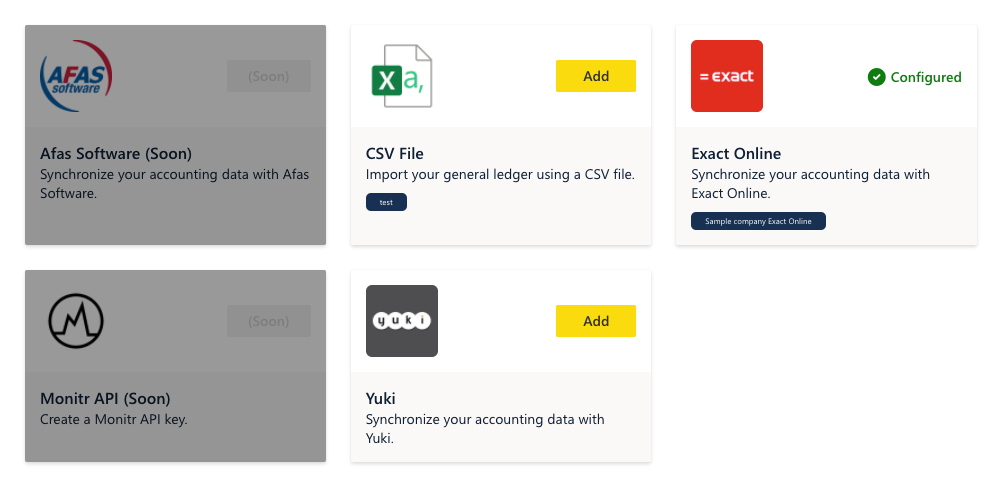 AFAS
software
(Soon)
Afas Software (Soon)
Synchronize your accounting data with Afas
Software.
X a,
Add
CSV File
Import your general ledger using a CSV file.
test
= exact
Configured
Exact Online
Synchronize your accounting data with
Exact Online.
Sample company Exact Online
(Soon)
Monitr API (Soon)
Create a Monitr API key.
yuki
Add
Yuki
Synchronize your accounting data with
Yuki.